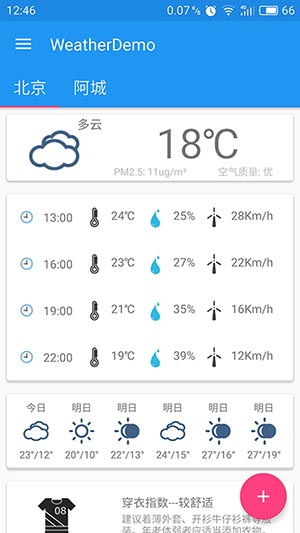 12:46 0.07 K/s 4G 66
WeatherDemo
北京 阿城
多云
18℃
PM2.5: 11ug/m³ 空气质量: 优
13:00 24℃ 25% 28Km/h
16:00 23℃ 27% 22Km/h
19:00 21℃ 35% 16Km/h
22:00 19℃ 39% 12Km/h
今日 明日 明日 明日 明日 明日
23°/12° 20°/10° 22°/13° 24°/15° 27°/16° 27°/19°
08
穿衣指数---较舒适
建议着薄外套、开衫牛仔衫裤等服
装。年老体弱者应适当添加衣物,
+